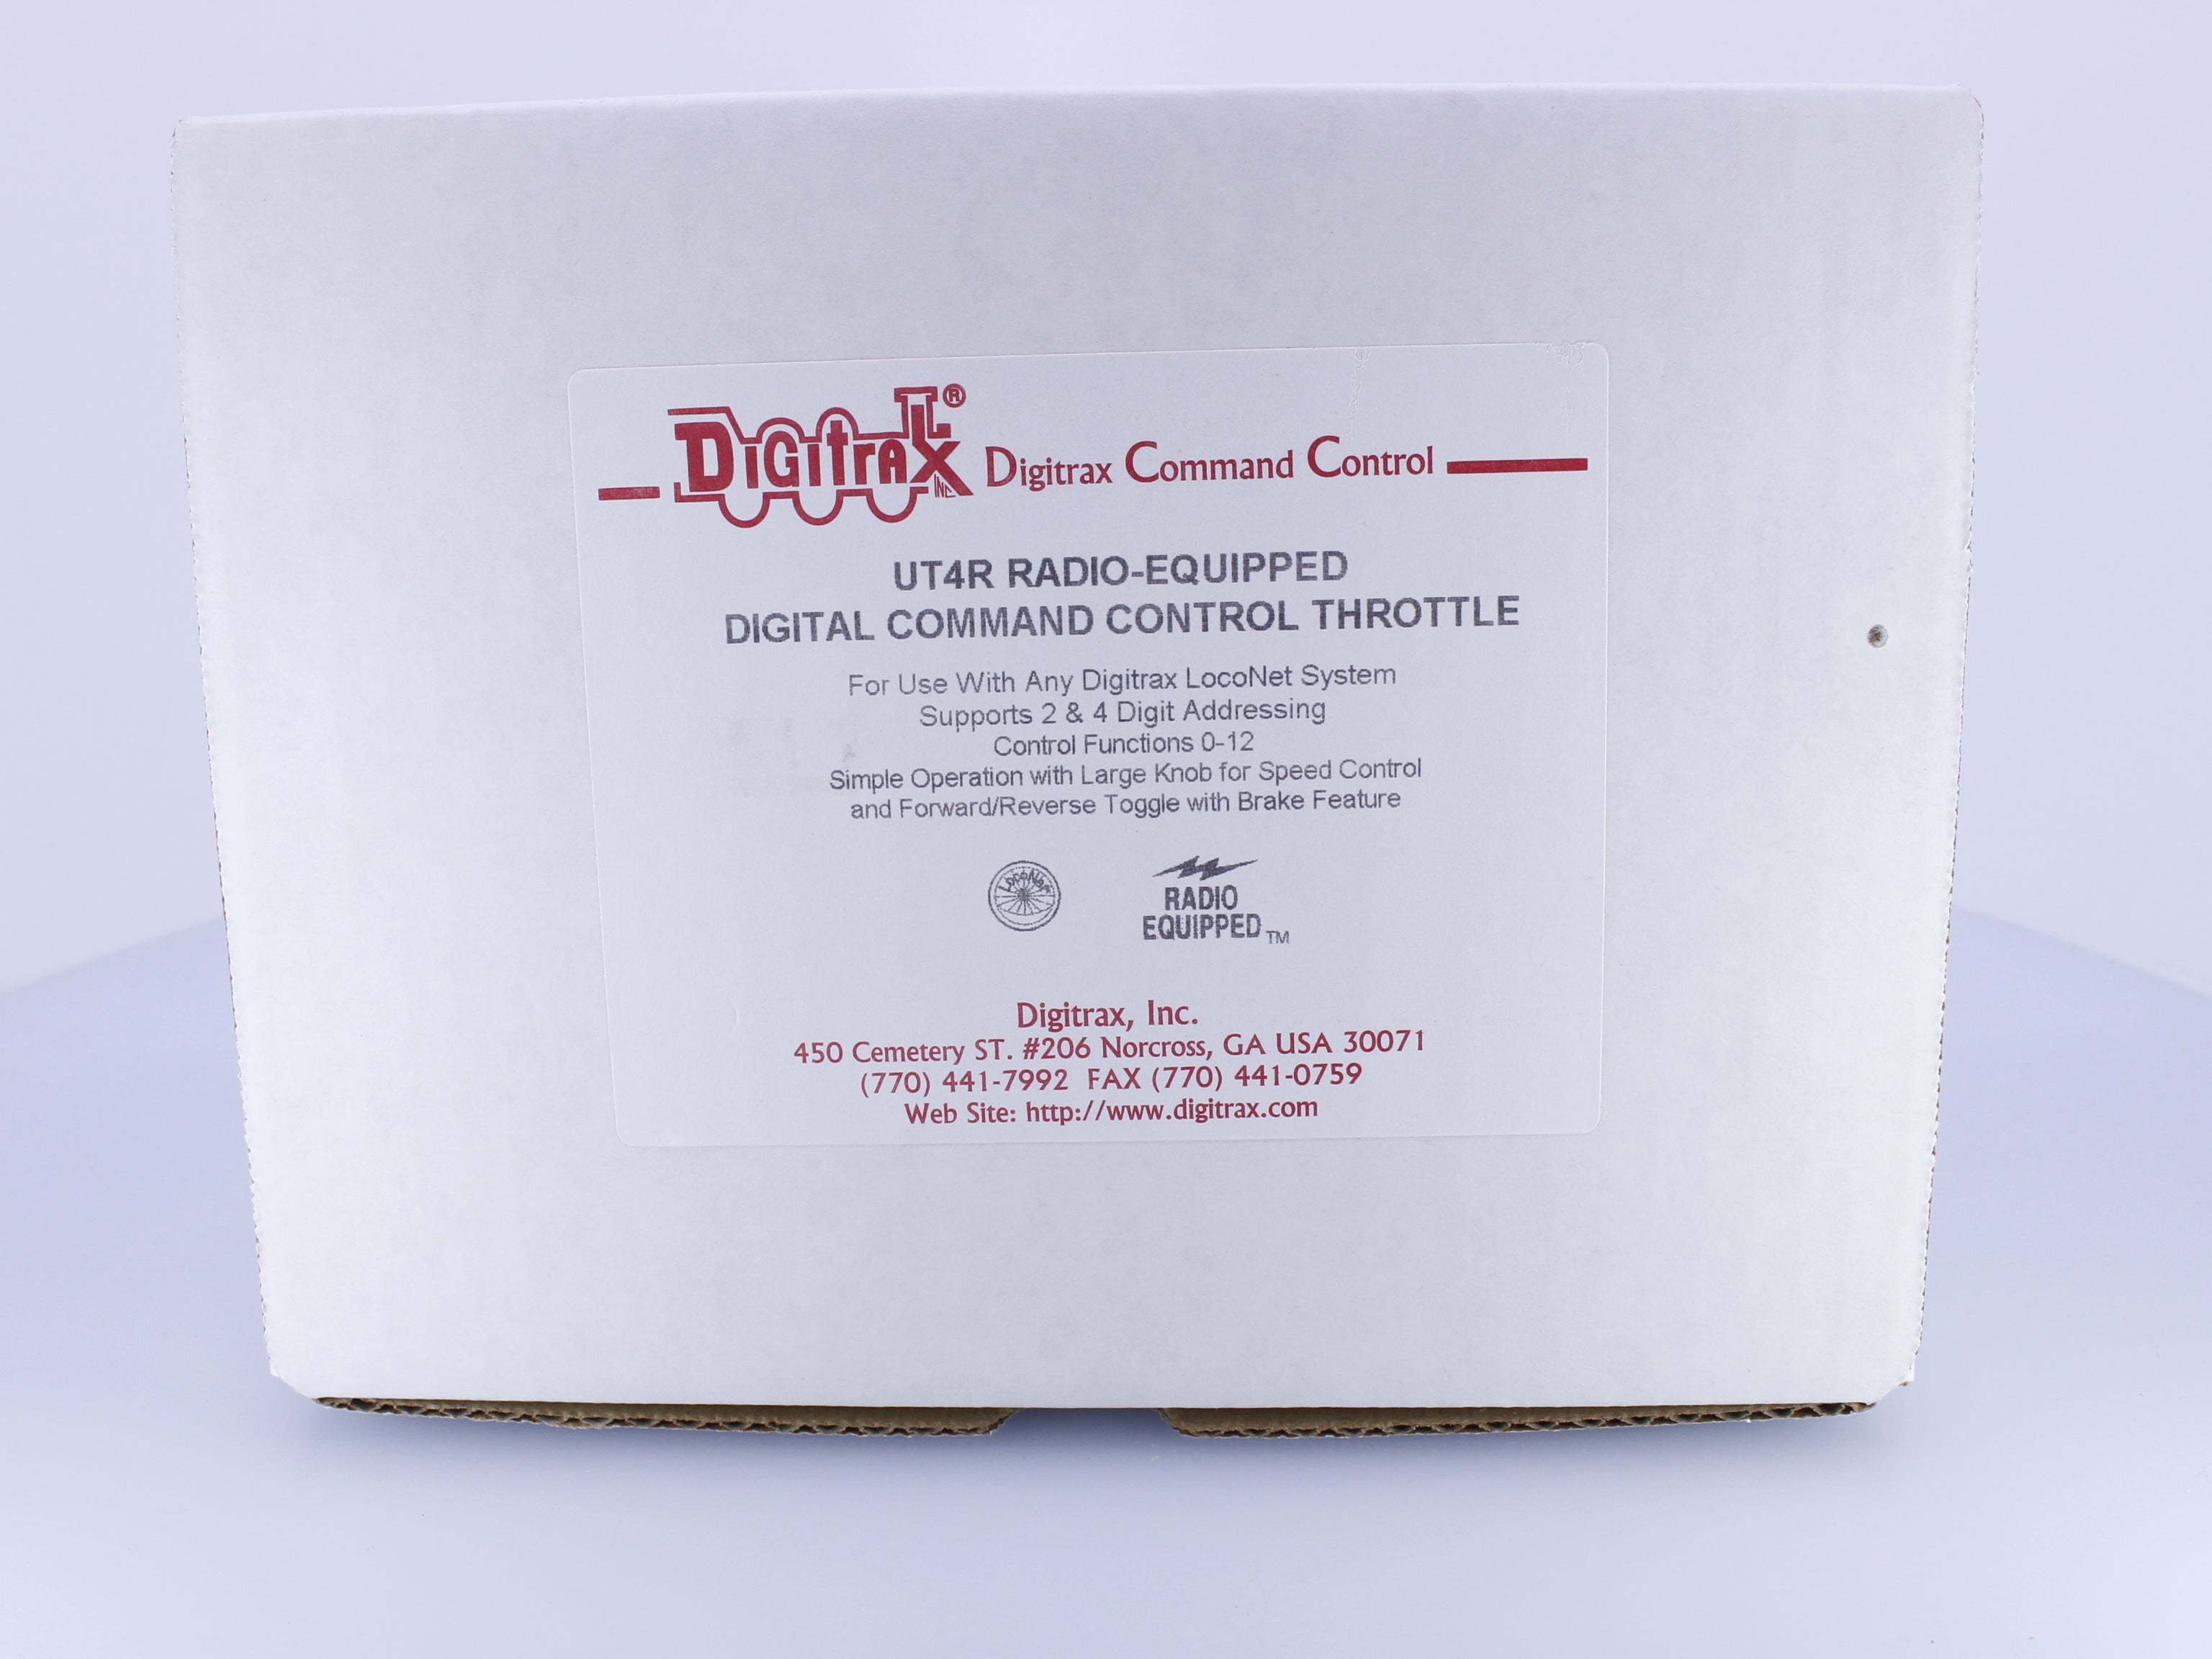 DIGITRAX INC ® Digitrax Command Control
UT4R RADIO-EQUIPPED
DIGITAL COMMAND CONTROL THROTTLE
For Use With Any Digitrax LocoNet System
Supports 2 & 4 Digit Addressing
Control Functions 0-12
Simple Operation with Large Knob for Speed Control
and Forward/Reverse Toggle with Brake Feature
LocoNet
RADIO
EQUIPPED TM
Digitrax, Inc.
450 Cemetery ST. #206 Norcross, GA USA 30071
(770) 441-7992 FAX (770) 441-0759
Web Site: http://www.digitrax.com